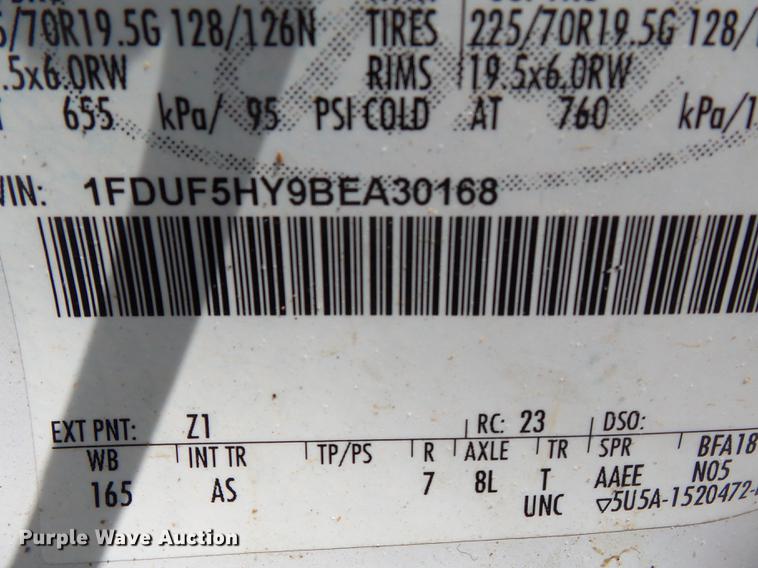 /70R19.5G 128/126N TIRES 225/70R19.5G 128/
.5x6.0RW RIMS 19.5x6.0RW
655 kPa/ 95 PSI COLD AT 760 kPa/1
VIN: 1FDUF5HY9BEA30168
EXT PNT: Z1 RC: 23 DSO:
WB INT TR TP/PS R AXLE TR SPR BFA18
165 AS 7 8L T AAEE N05
UNC ▽5U5A-1520472-
Purple Wave Auction